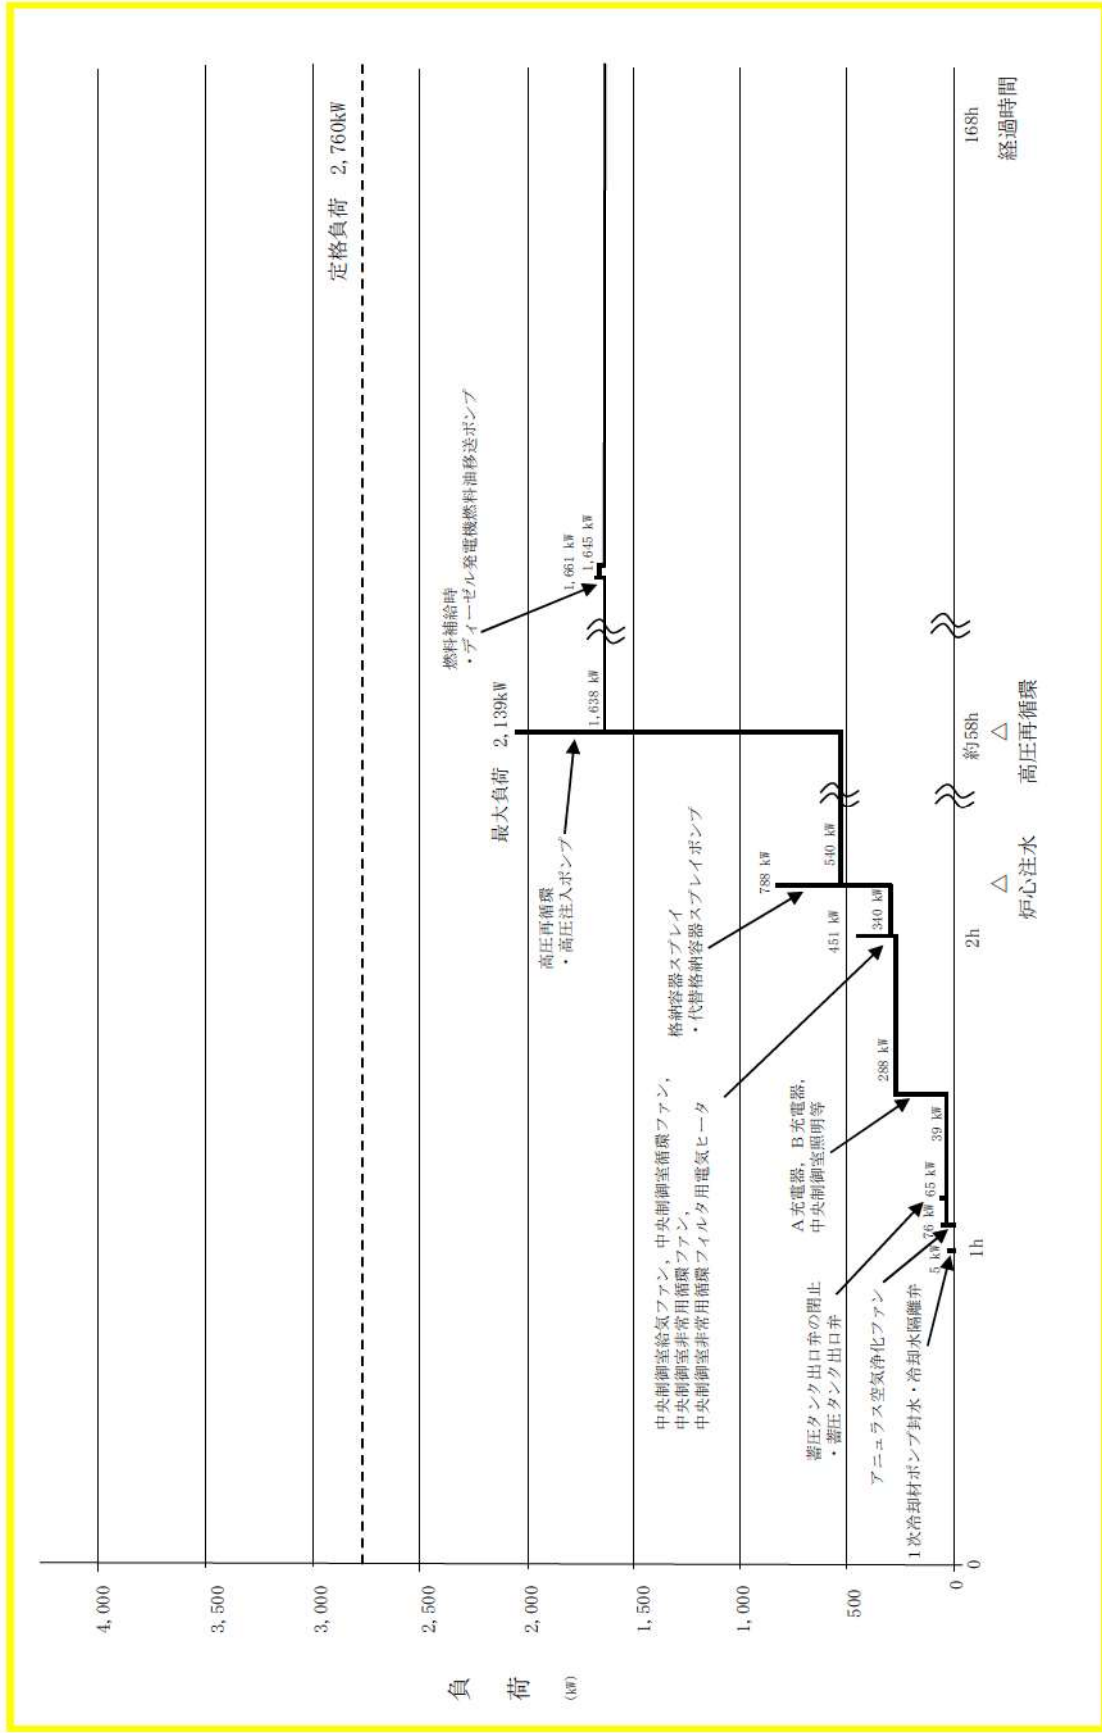 負荷
(kW)
4,000
3,500
3,000
2,500
2,000
1,500
1,000
500
0
定格負荷 2,760kW
最大負荷 2,139kW
燃料補給時
・ディーゼル発電機燃料油移送ポンプ
1,661 kW
1,645 kW
1,638 kW
高圧再循環
・高圧注入ポンプ
格納容器スプレイ
・代替格納容器スプレイポンプ
788 kW
540 kW
451 kW
340 kW
中央制御室給気ファン，中央制御室循環ファン，
中央制御室非常用循環ファン，
中央制御室非常用循環フィルタ用電気ヒータ
288 kW
A充電器，B充電器，
中央制御室照明等
39 kW
65 kW
76 kW
5 kW
蓄圧タンク出口弁の閉止
・蓄圧タンク出口弁
アニュラス空気浄化ファン
1次冷却材ポンプ封水・冷却水隔離弁
0
1h
2h
約58h
168h
△
炉心注水
△
高圧再循環
経過時間